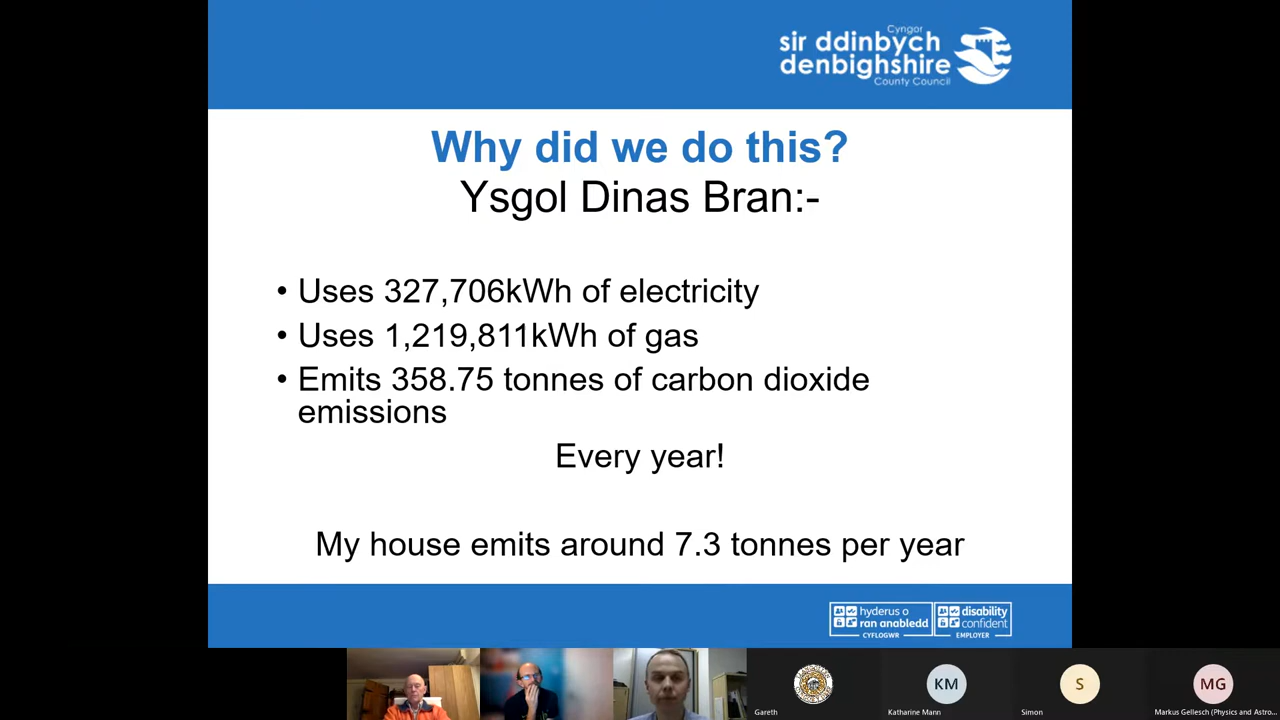 Cyngor
sir ddinbych
denbighshire
County Council
Why did we do this?
Ysgol Dinas Bran:-
• Uses 327,706kWh of electricity
• Uses 1,219,811kWh of gas
• Emits 358.75 tonnes of carbon dioxide
emissions
Every year!
My house emits around 7.3 tonnes per year
hyderus o
ran anabledd
CYFLOGWR
disability
confident
EMPLOYER
KM
S
MG
Gareth
Katharine Mann
Simon
Markus Gellesch (Physics and Astro...